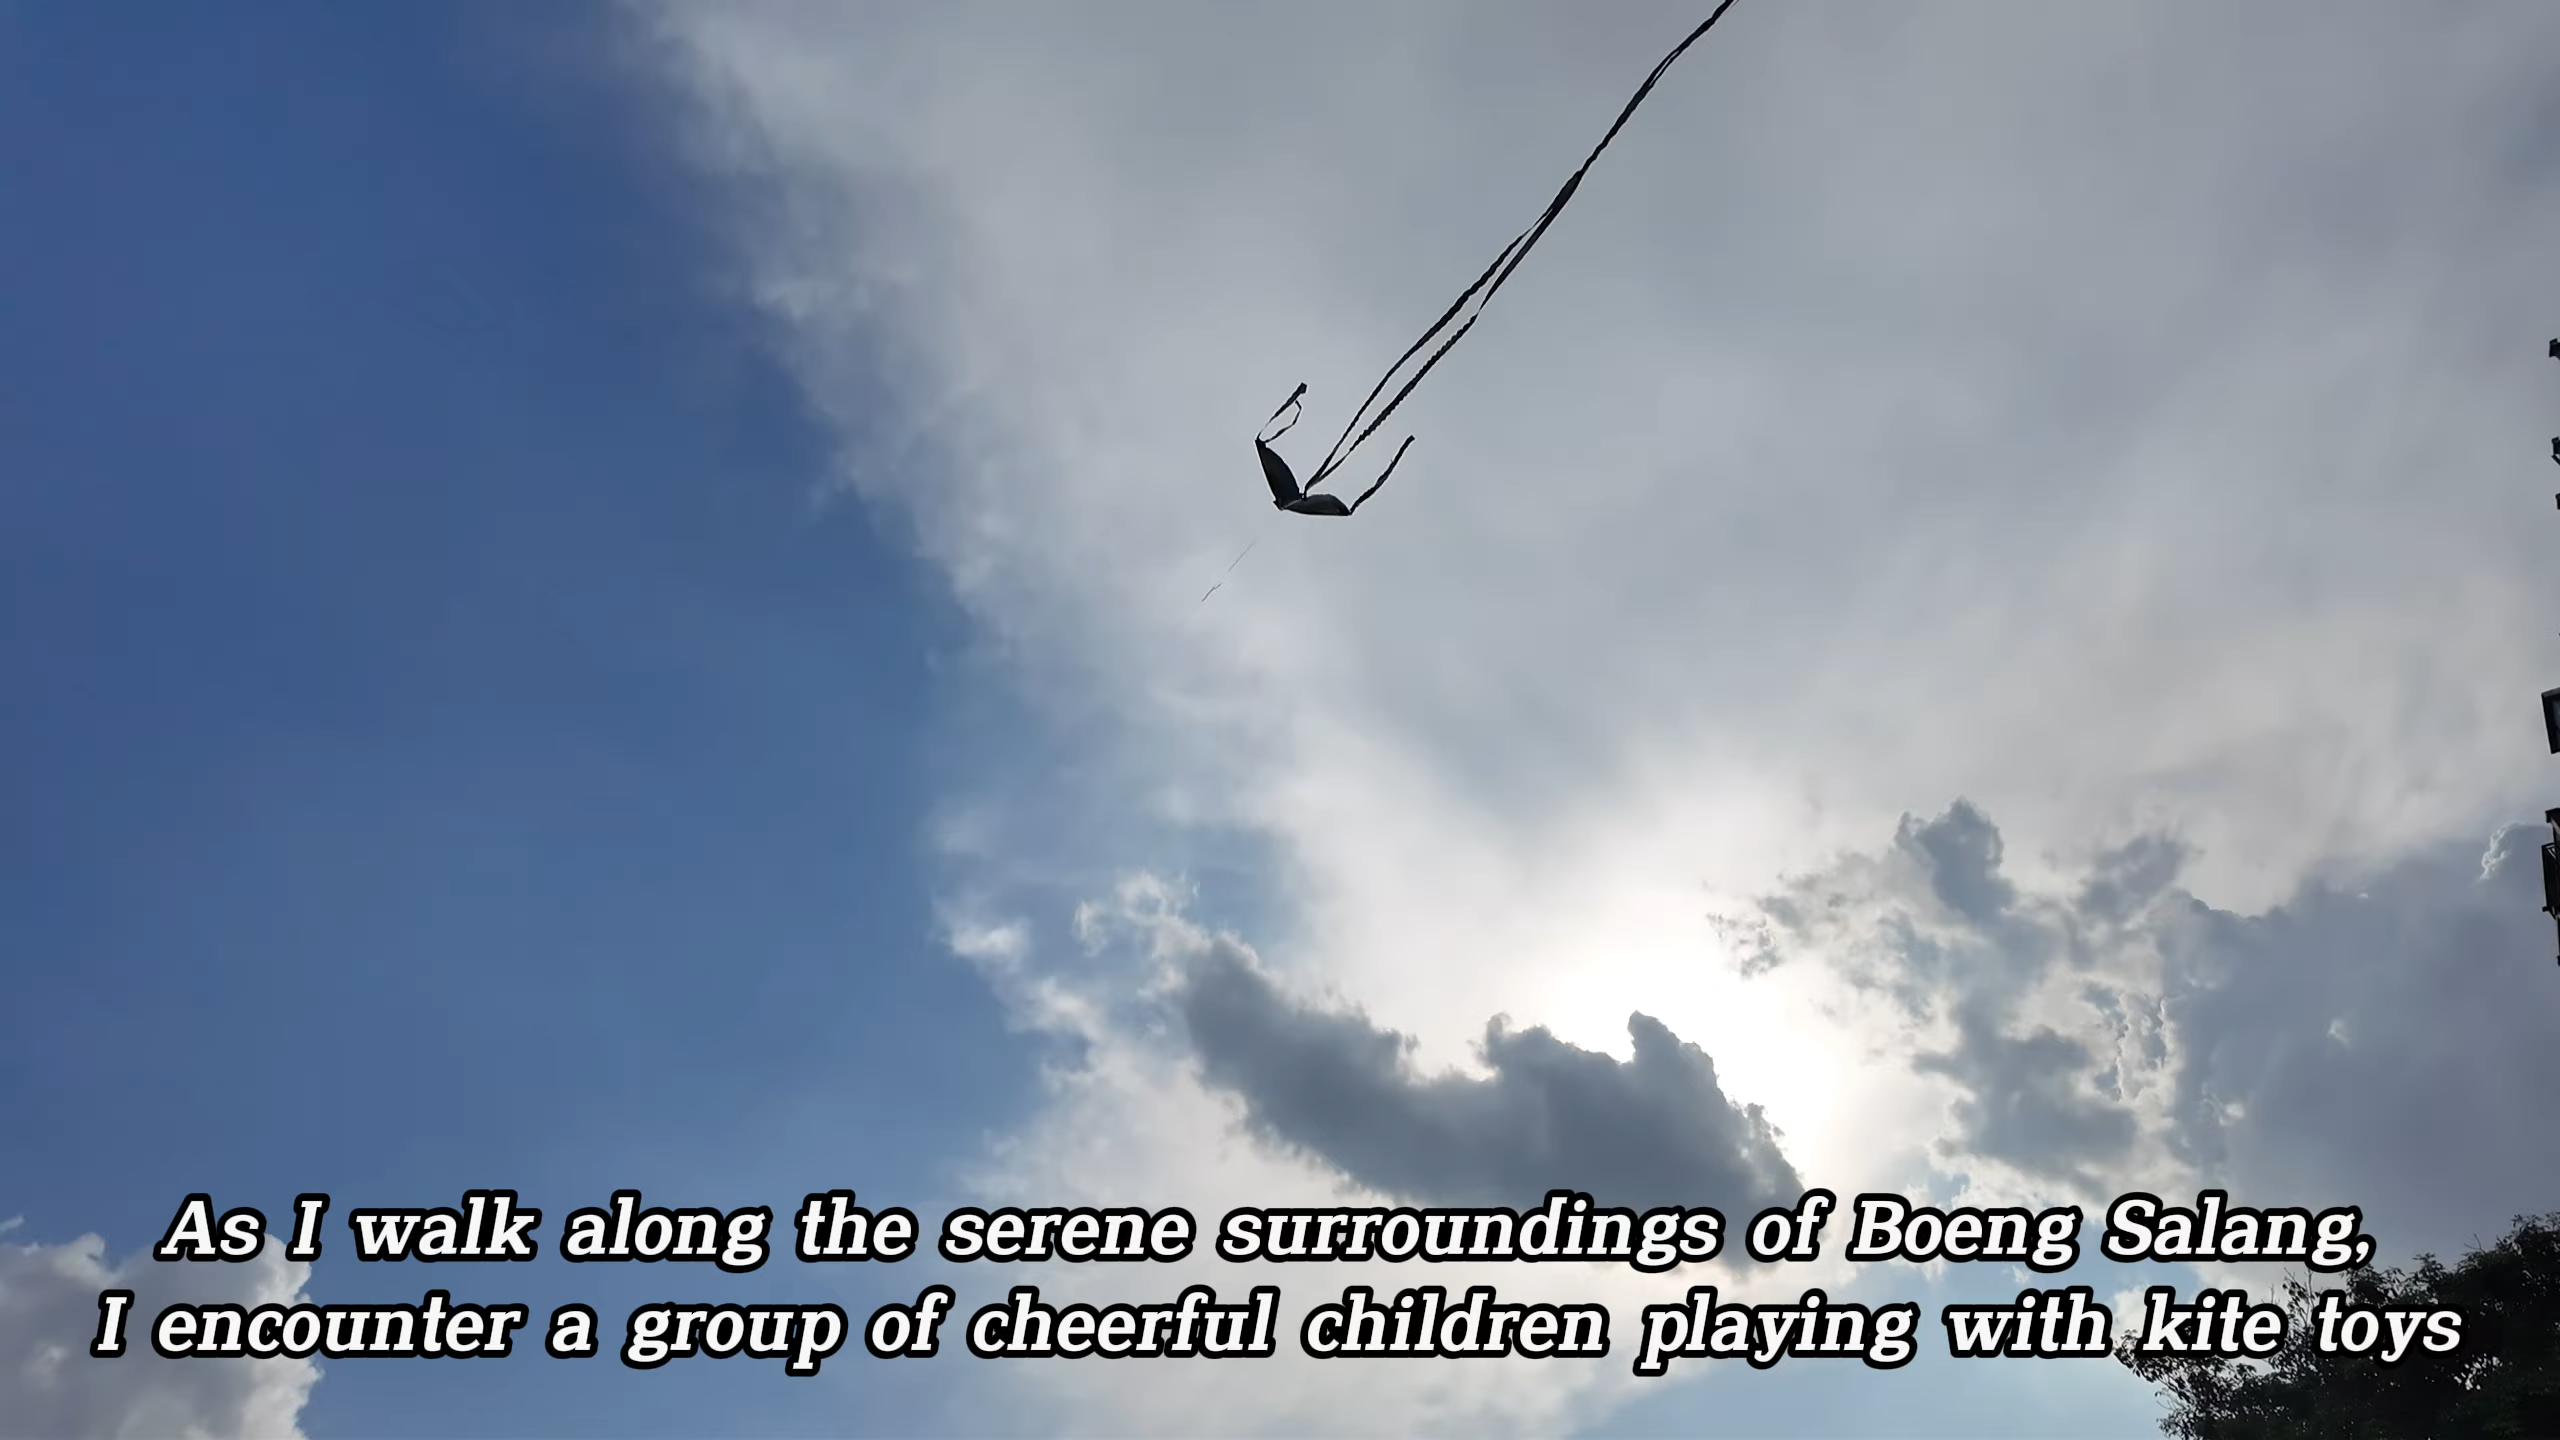 As I walk along the serene surroundings of Boeng Salang,
I encounter a group of cheerful children playing with kite toys